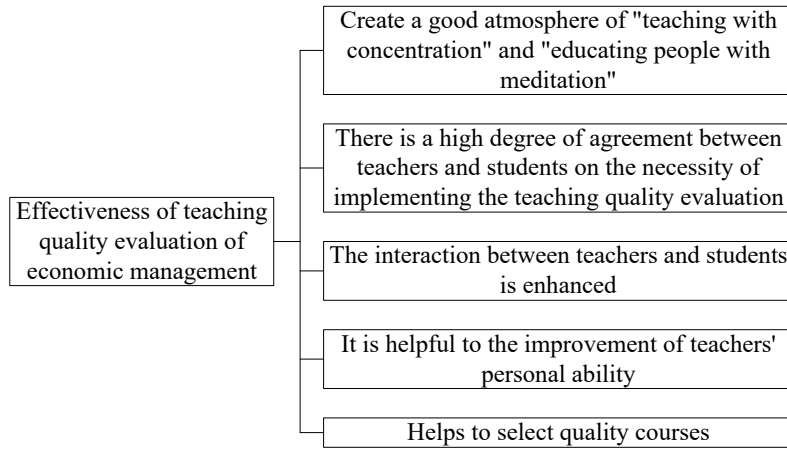 Create a good atmosphere of "teaching with
concentration" and "educating people with
meditation"
There is a high degree of agreement between
teachers and students on the necessity of
implementing the teaching quality evaluation
Effectiveness of teaching
quality evaluation of
economic management
The interaction between teachers and students
is enhanced
It is helpful to the improvement of teachers'
personal ability
Helps to select quality courses